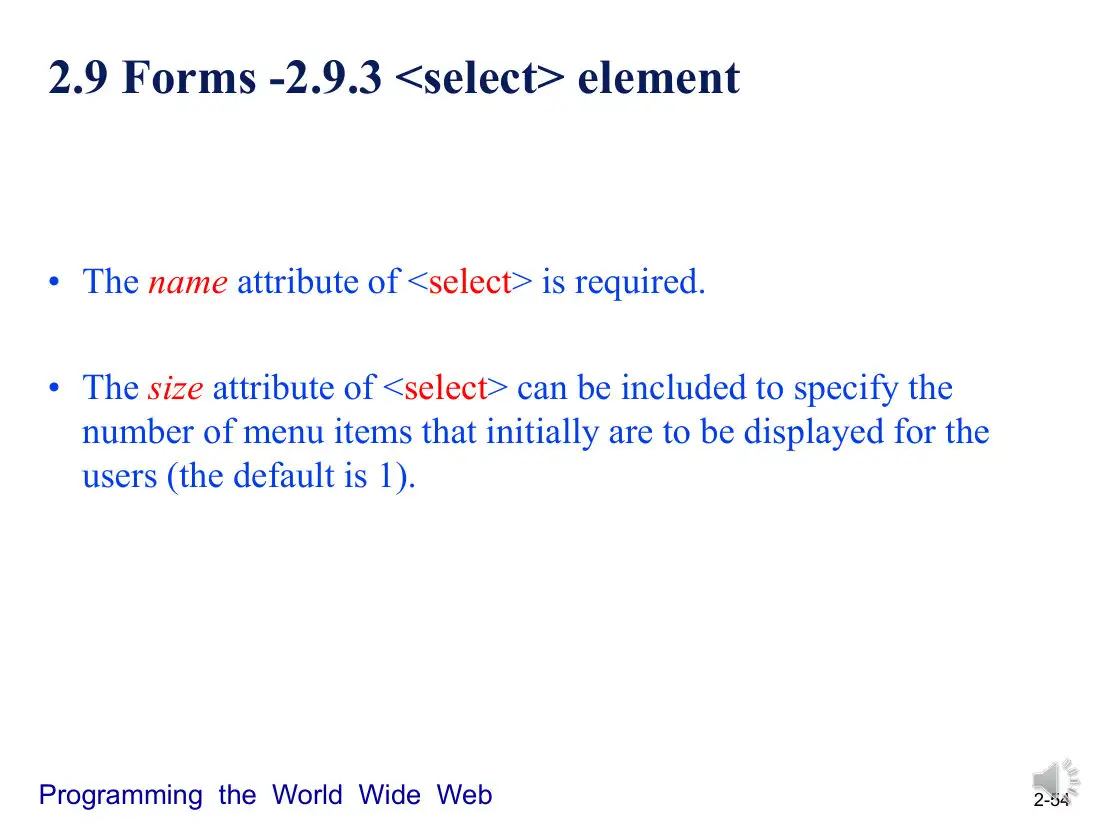 2.9 Forms -2.9.3 <select> element
• The name attribute of <select> is required.
• The size attribute of <select> can be included to specify the
number of menu items that initially are to be displayed for the
users (the default is 1).
Programming the World Wide Web
2-54